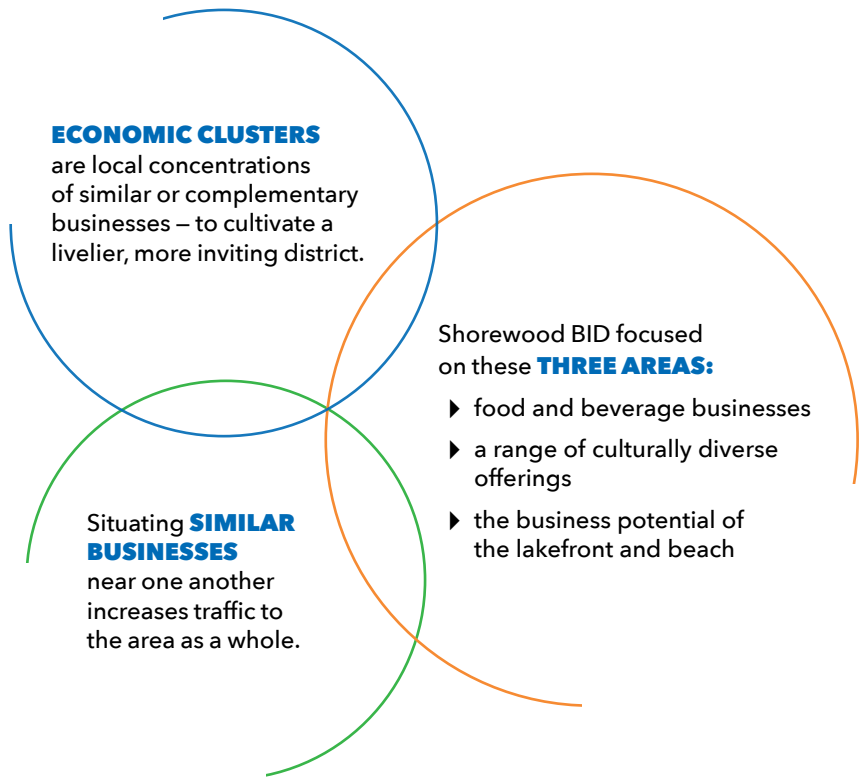 ECONOMIC CLUSTERS
are local concentrations
of similar or complementary
businesses – to cultivate a
livelier, more inviting district.
Shorewood BID focused
on these THREE AREAS:
food and beverage businesses
a range of culturally diverse
offerings
the business potential of
the lakefront and beach
Situating SIMILAR
BUSINESSES
near one another
increases traffic to
the area as a whole.